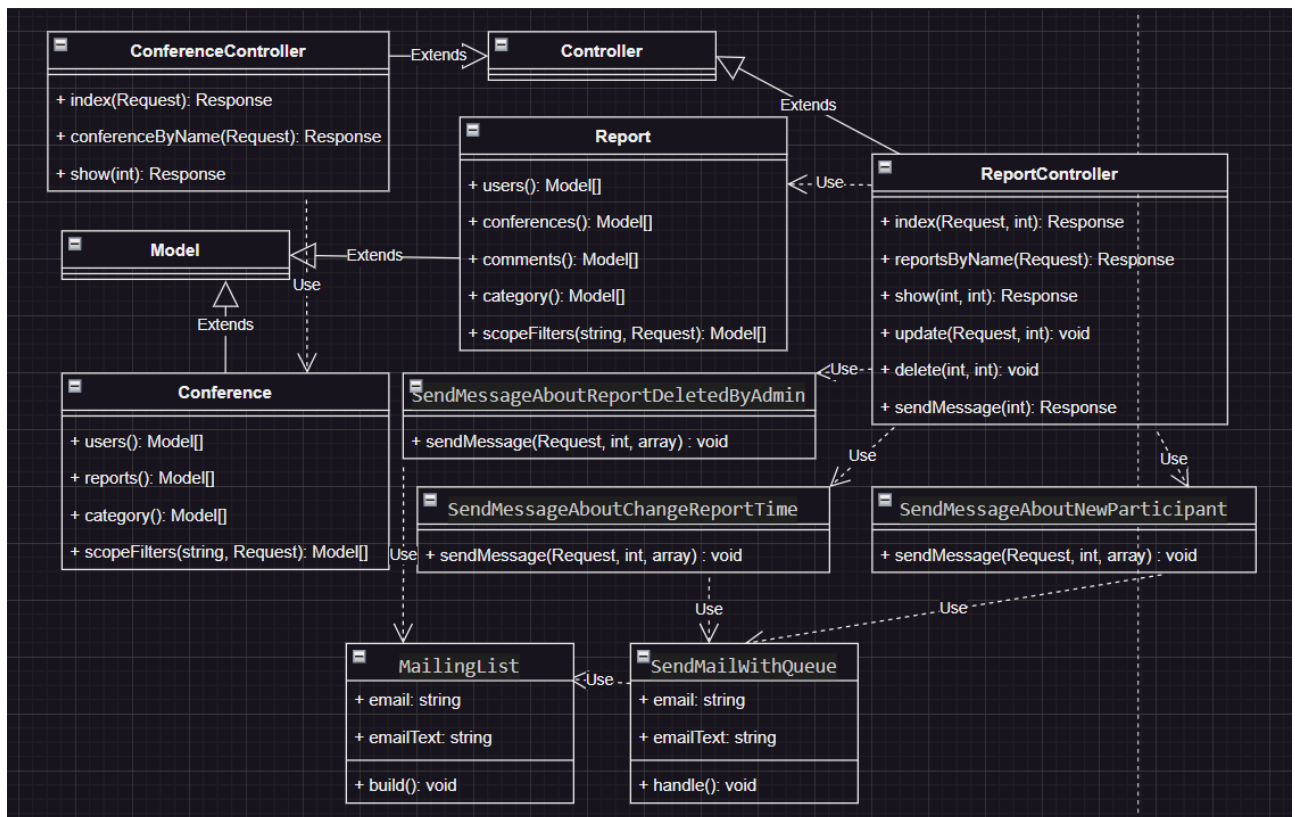 ConferenceController
+ index(Request): Response
+ conferenceByName(Request): Response
+ show(int): Response
Extends
Controller
Extends
Report
+ users(): Model[]
+ conferences(): Model[]
+ comments(): Model[]
+ category(): Model[]
+ scopeFilters(string, Request): Model[]
Use
ReportController
+ index(Request, int): Response
+ reportsByName(Request): Response
+ show(int, int): Response
+ update(Request, int): void
+ delete(int, int): void
+ sendMessage(int): Response
Model
Extends
Use
Extends
Conference
+ users(): Model[]
+ reports(): Model[]
+ category(): Model[]
+ scopeFilters(string, Request): Model[]
Use
SendMessageAboutReportDeletedByAdmin
+ sendMessage(Request, int, array) : void
Use
Use
SendMessageAboutChangeReportTime
+ sendMessage(Request, int, array) : void
SendMessageAboutNewParticipant
+ sendMessage(Request, int, array) : void
Use
Use
Use
MailingList
+ email: string
+ emailText: string
+ build(): void
Use
SendMailWithQueue
+ email: string
+ emailText: string
+ handle(): void